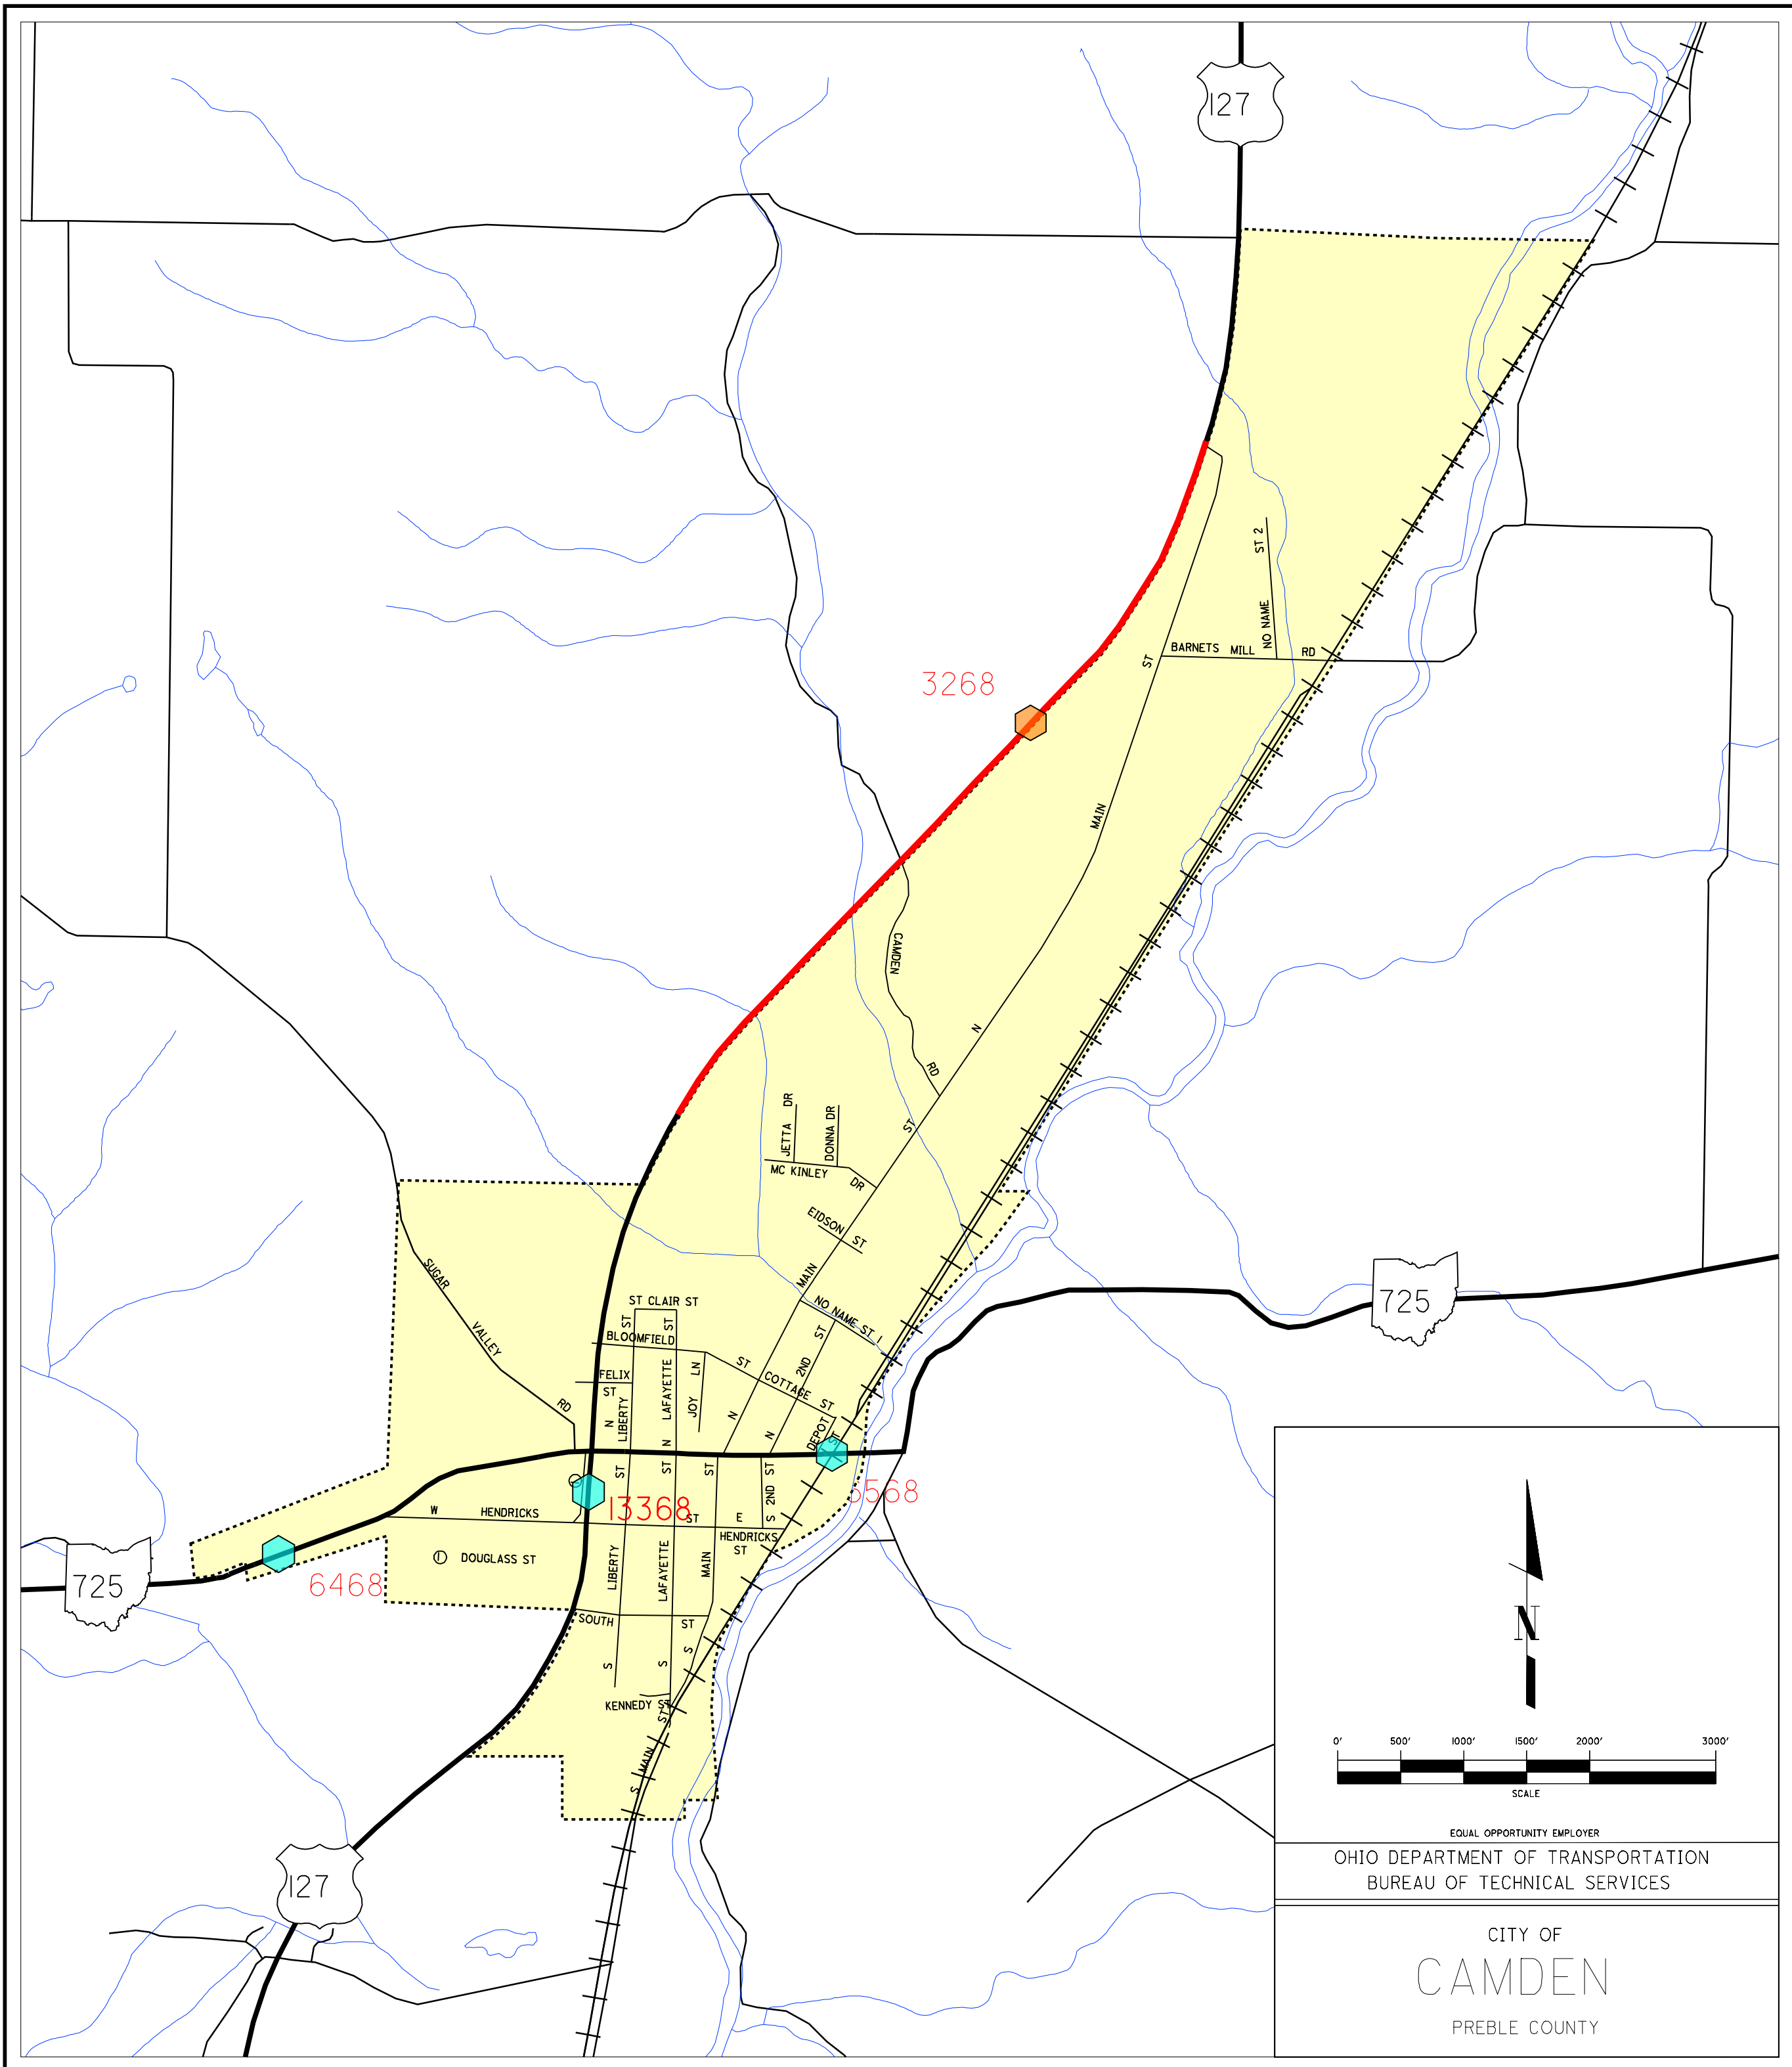 127
ST 2
NO NAME
BARNETS MILL RD
ST
3268
MAIN
CAMDEN
N
RD
ST
JETTA DR
DONNA DR
MC KINLEY
DR
EIDSON ST
SUGAR
MAIN
725
ST CLAIR ST
NO NAME ST 1
ST
ST
ST
BLOOMFIELD
VALLEY
ST
2ND
FELIX
ST
LAFAYETTE
LN
COTTAGE
ST
RD
N
LIBERTY
JOY
N
DEPOT
ST
N
N
ST
ST
ST
S 2ND ST
568
13368
W HENDRICKS
ST
E
HENDRICKS
ST
1 DOUGLASS ST
LIBERTY
LAFAYETTE
MAIN
725
6468
SOUTH
ST
S
S
S
KENNEDY ST
ST
S MAIN
N
0' 500' 1000' 1500' 2000' 3000'
SCALE
EQUAL OPPORTUNITY EMPLOYER
OHIO DEPARTMENT OF TRANSPORTATION
BUREAU OF TECHNICAL SERVICES
127
CITY OF
CAMDEN
PREBLE COUNTY